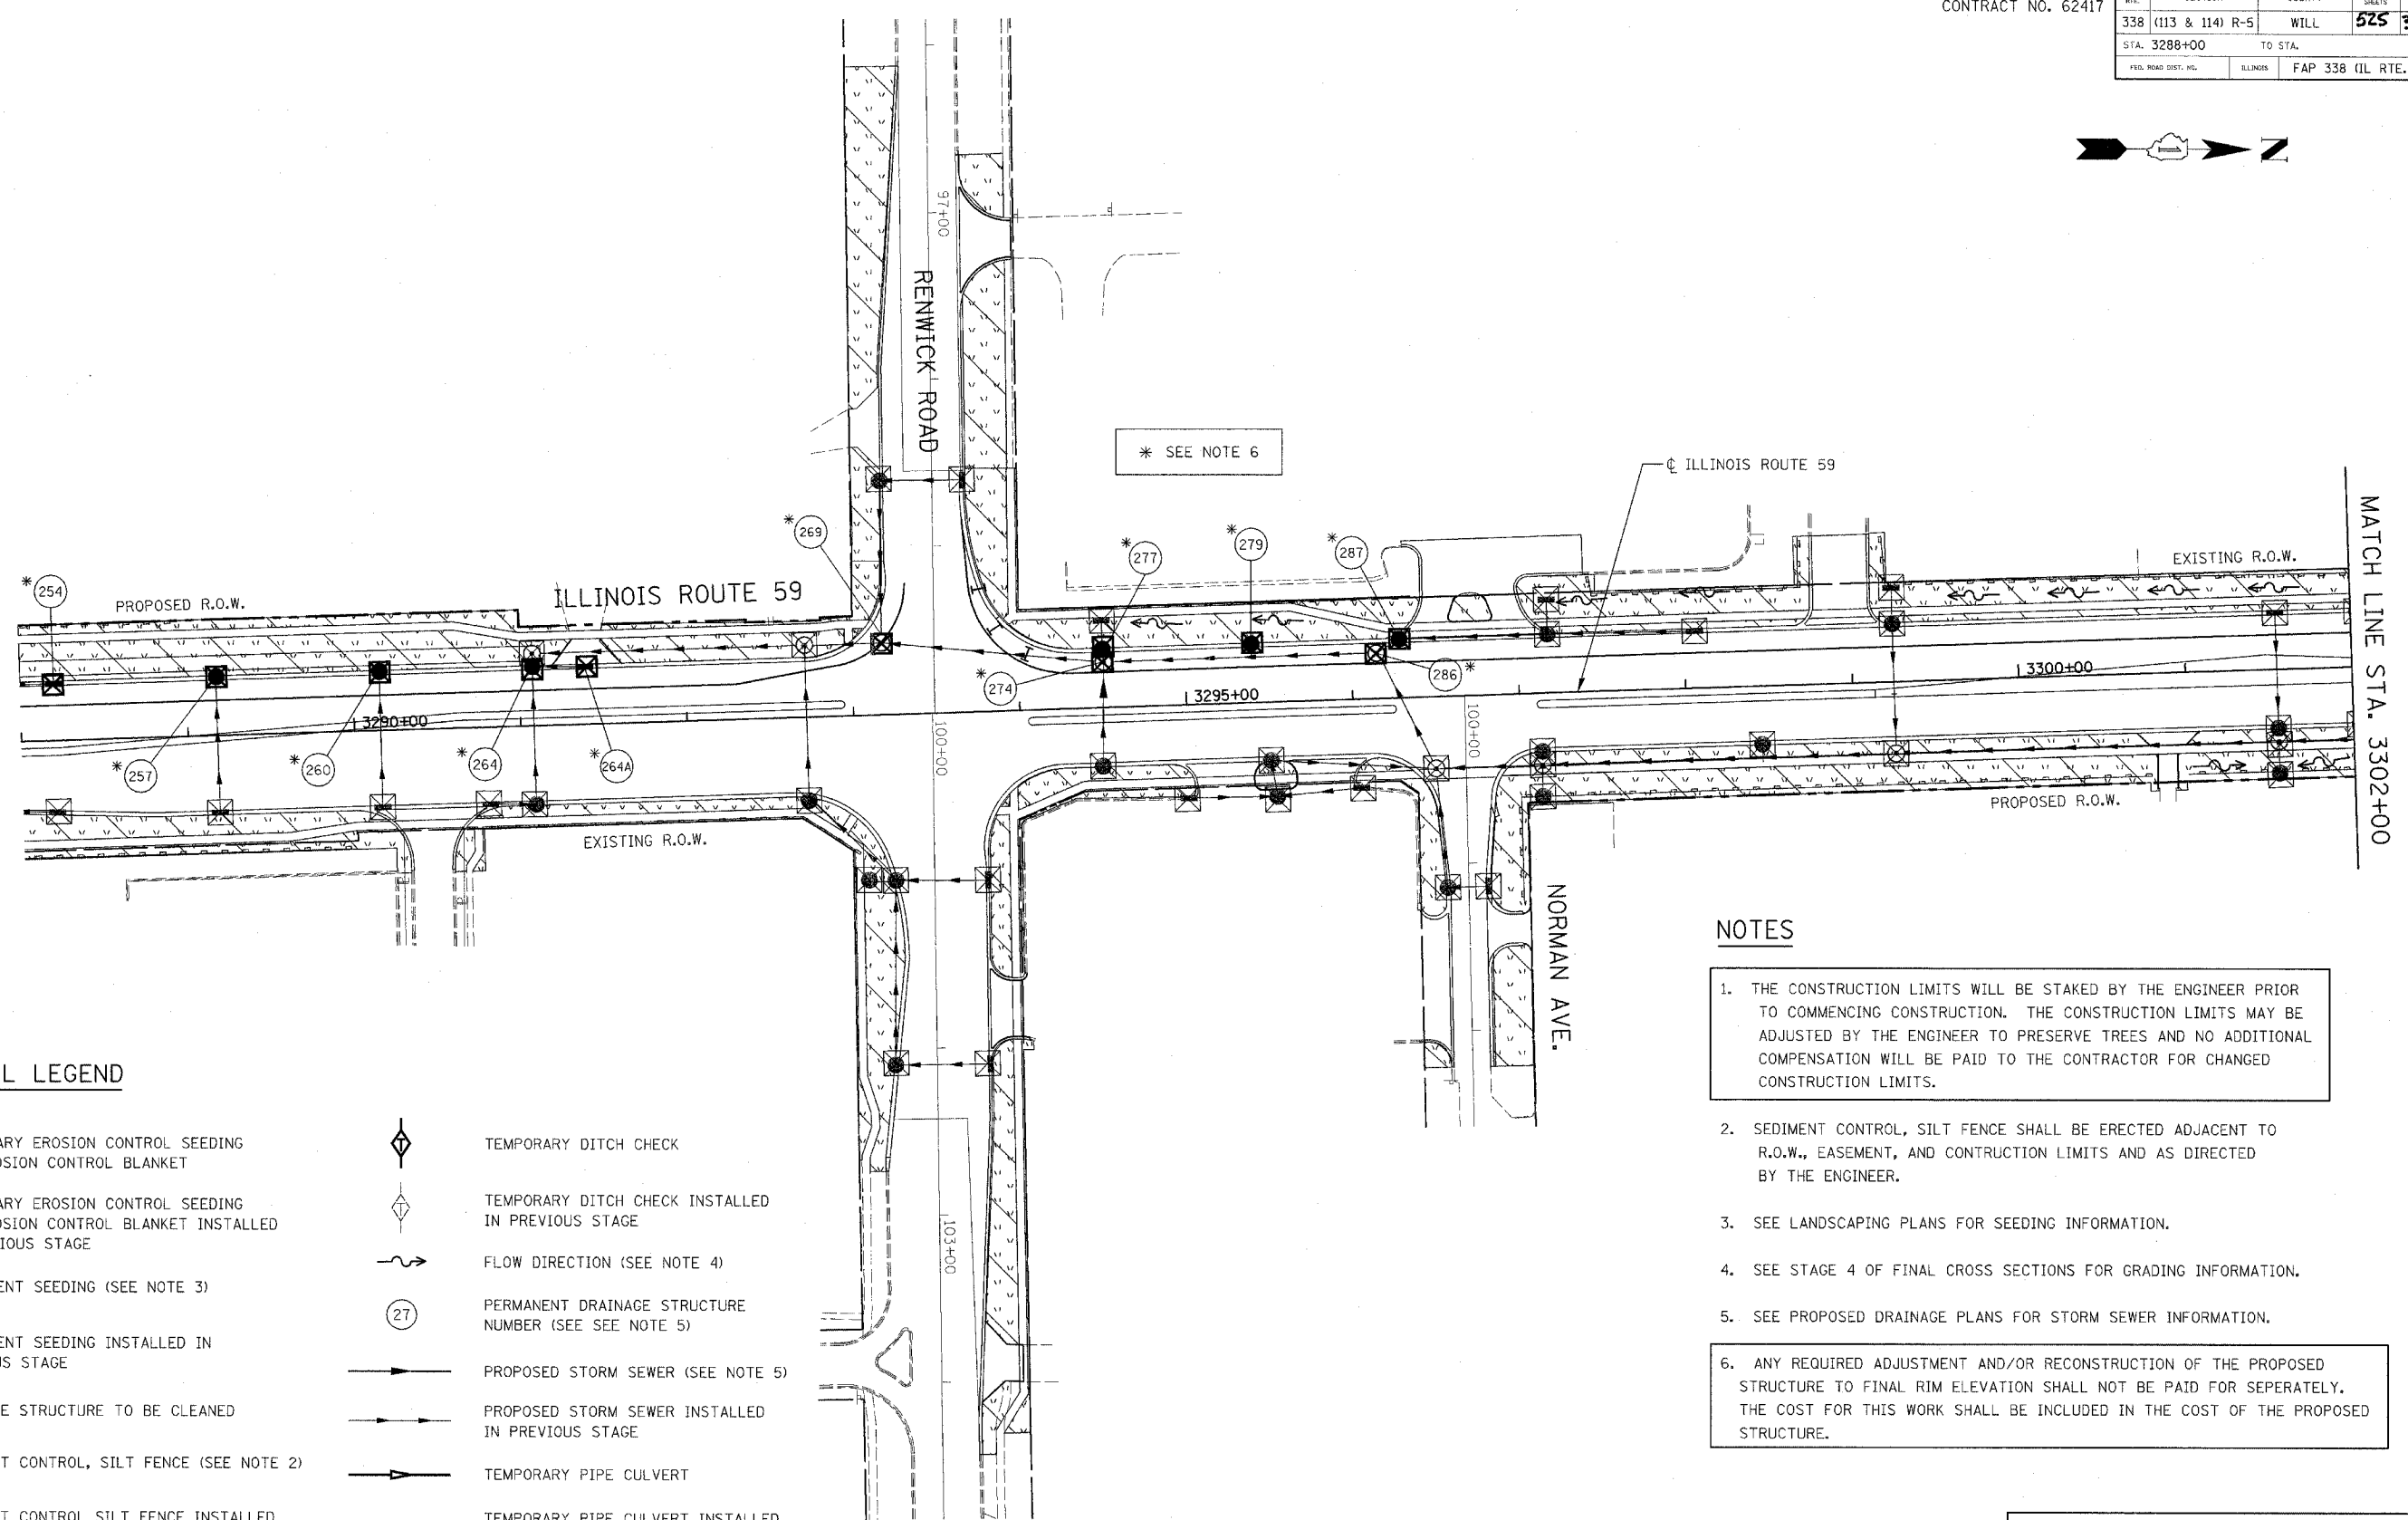 CONTRACT NO. 62417
RTE.
SHEETS
338 (113 & 114) R-5 WILL 525
STA. 3288+00 TO STA.
FED. ROAD DIST. NO. ILLINOIS FAP 338 (IL RTE.
N
97+00
RENWICK ROAD
* SEE NOTE 6
℄ ILLINOIS ROUTE 59
MATCH LINE STA. 3302+00
EXISTING R.O.W.
* 269
* 277
* 279
* 287
* 254
PROPOSED R.O.W.
ILLINOIS ROUTE 59
* 274
286 *
3300+00
3295+00
3290+00
* 257
* 260
* 264
* 264A
100+00
100+00
PROPOSED R.O.W.
EXISTING R.O.W.
NORMAN AVE.
103+00
NOTES
1. THE CONSTRUCTION LIMITS WILL BE STAKED BY THE ENGINEER PRIOR
TO COMMENCING CONSTRUCTION. THE CONSTRUCTION LIMITS MAY BE
ADJUSTED BY THE ENGINEER TO PRESERVE TREES AND NO ADDITIONAL
COMPENSATION WILL BE PAID TO THE CONTRACTOR FOR CHANGED
CONSTRUCTION LIMITS.
2. SEDIMENT CONTROL, SILT FENCE SHALL BE ERECTED ADJACENT TO
R.O.W., EASEMENT, AND CONTRUCTION LIMITS AND AS DIRECTED
BY THE ENGINEER.
3. SEE LANDSCAPING PLANS FOR SEEDING INFORMATION.
4. SEE STAGE 4 OF FINAL CROSS SECTIONS FOR GRADING INFORMATION.
5. SEE PROPOSED DRAINAGE PLANS FOR STORM SEWER INFORMATION.
6. ANY REQUIRED ADJUSTMENT AND/OR RECONSTRUCTION OF THE PROPOSED
STRUCTURE TO FINAL RIM ELEVATION SHALL NOT BE PAID FOR SEPERATELY.
THE COST FOR THIS WORK SHALL BE INCLUDED IN THE COST OF THE PROPOSED
STRUCTURE.
L LEGEND
ARY EROSION CONTROL SEEDING
OSION CONTROL BLANKET
ARY EROSION CONTROL SEEDING
OSION CONTROL BLANKET INSTALLED
IOUS STAGE
ENT SEEDING (SEE NOTE 3)
ENT SEEDING INSTALLED IN
US STAGE
E STRUCTURE TO BE CLEANED
T CONTROL, SILT FENCE (SEE NOTE 2)
T CONTROL SILT FENCE INSTALLED
T TEMPORARY DITCH CHECK
T TEMPORARY DITCH CHECK INSTALLED
IN PREVIOUS STAGE
FLOW DIRECTION (SEE NOTE 4)
27 PERMANENT DRAINAGE STRUCTURE
NUMBER (SEE SEE NOTE 5)
PROPOSED STORM SEWER (SEE NOTE 5)
PROPOSED STORM SEWER INSTALLED
IN PREVIOUS STAGE
TEMPORARY PIPE CULVERT
TEMPORARY PIPE CULVERT INSTALLED